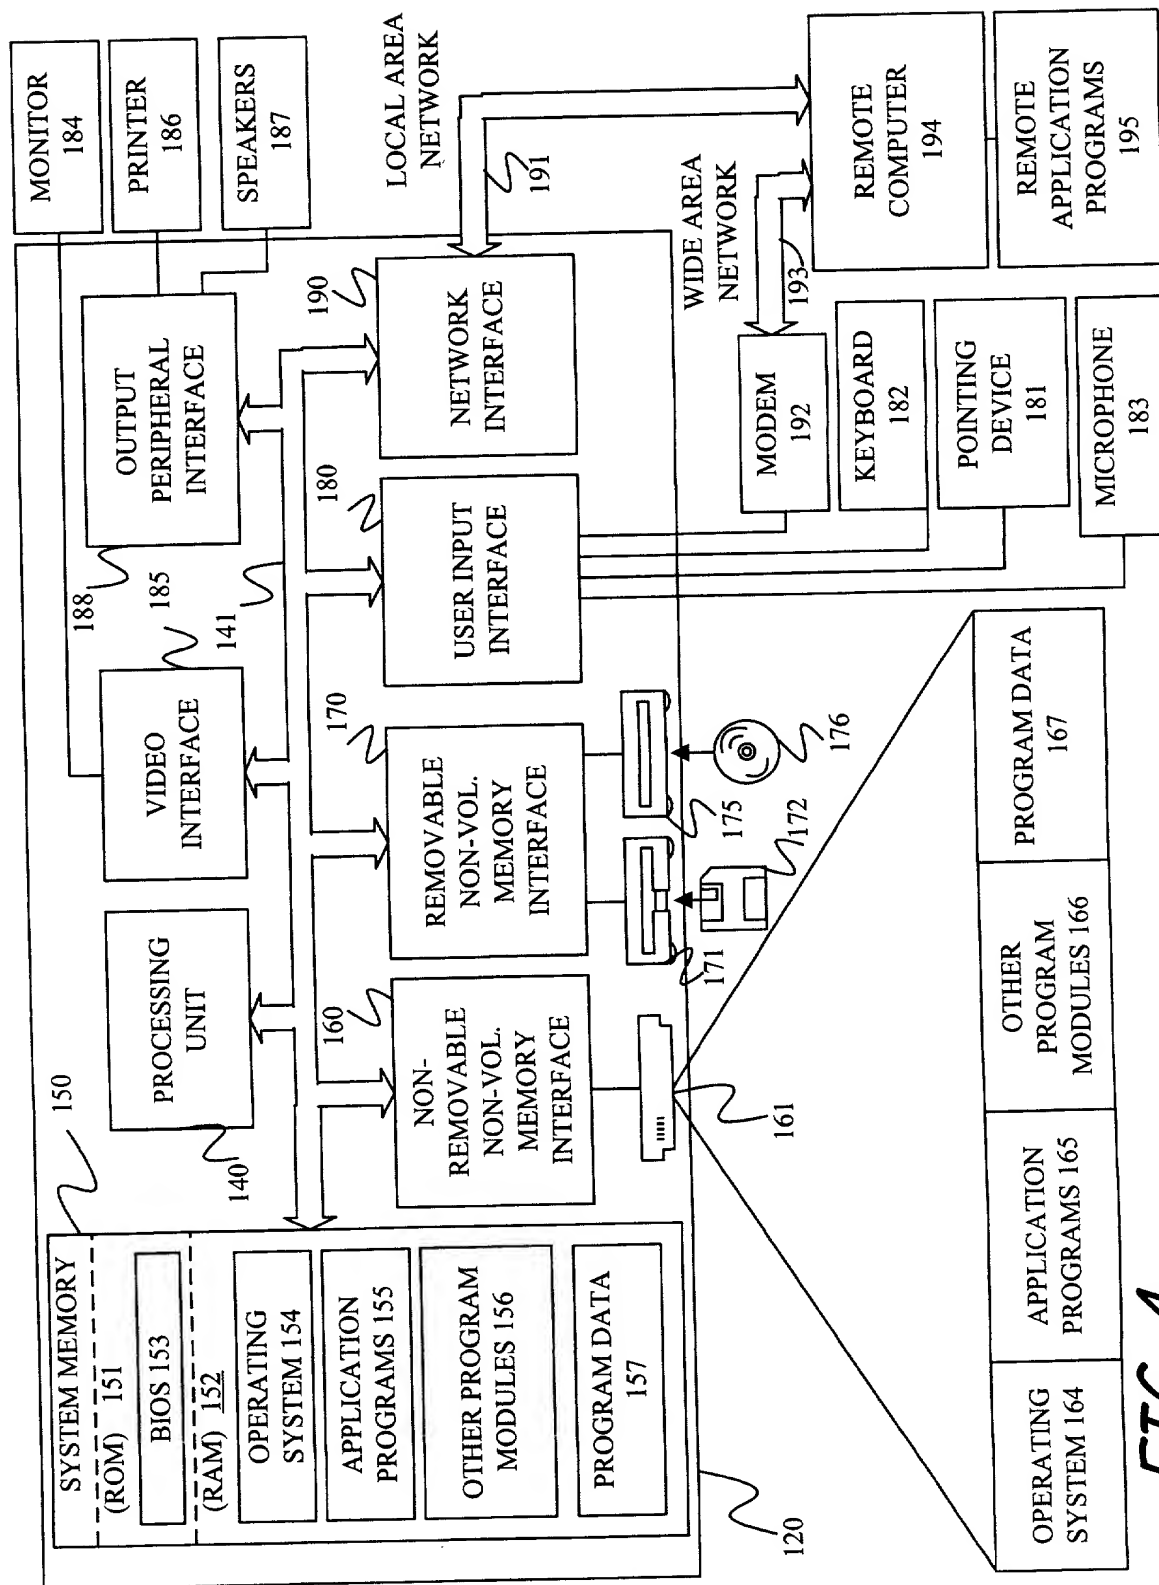 SYSTEM MEMORY
(ROM) 151
BIOS 153
(RAM) 152
OPERATING
SYSTEM 154
APPLICATION
PROGRAMS 155
OTHER PROGRAM
MODULES 156
PROGRAM DATA
157
150
120
PROCESSING
UNIT
140
VIDEO
INTERFACE
185
141
OUTPUT
PERIPHERAL
INTERFACE
188
MONITOR
184
PRINTER
186
SPEAKERS
187
NON-
REMOVABLE
NON-VOL.
MEMORY
INTERFACE
160
REMOVABLE
NON-VOL.
MEMORY
INTERFACE
170
USER INPUT
INTERFACE
180
NETWORK
INTERFACE
190
LOCAL AREA
NETWORK
191
161
171
172
175
176
WIDE AREA
NETWORK
193
MODEM
192
KEYBOARD
182
POINTING
DEVICE
181
MICROPHONE
183
REMOTE
COMPUTER
194
REMOTE
APPLICATION
PROGRAMS
195
OPERATING
SYSTEM 164
APPLICATION
PROGRAMS 165
OTHER
PROGRAM
MODULES 166
PROGRAM DATA
167